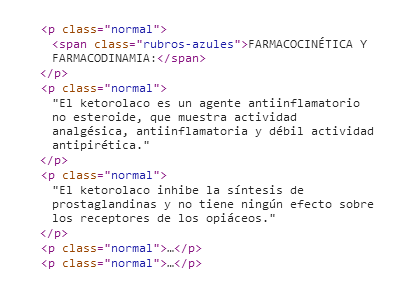 <p class="normal">
<span class="rubros-azules">FARMACOCINÉTICA Y
FARMACODINAMIA:</span>
</p>
<p class="normal">
"El ketorolaco es un agente antiinflamatorio
no esteroide, que muestra actividad
analgésica, antiinflamatoria y débil actividad
antipirética."
</p>
<p class="normal">
"El ketorolaco inhibe la síntesis de
prostaglandinas y no tiene ningún efecto sobre
los receptores de los opiáceos."
</p>
<p class="normal">…</p>
<p class="normal">…</p>